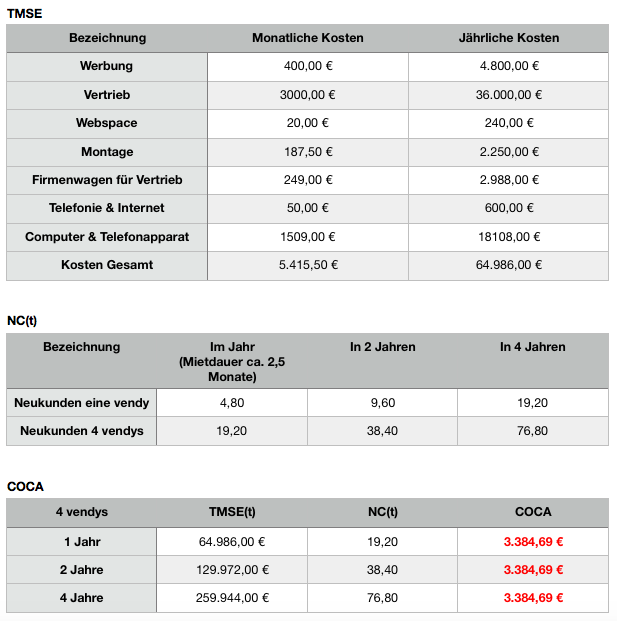 TMSE
Bezeichnung Monatliche Kosten Jährliche Kosten
Werbung 400,00 € 4.800,00 €
Vertrieb 3000,00 € 36.000,00 €
Webspace 20,00 € 240,00 €
Montage 187,50 € 2.250,00 €
Firmenwagen für Vertrieb 249,00 € 2.988,00 €
Telefonie & Internet 50,00 € 600,00 €
Computer & Telefonapparat 1509,00 € 18108,00 €
Kosten Gesamt 5.415,50 € 64.986,00 €
NC(t)
Bezeichnung Im Jahr In 2 Jahren In 4 Jahren
(Mietdauer ca. 2,5
Monate)
Neukunden eine vendy 4,80 9,60 19,20
Neukunden 4 vendys 19,20 38,40 76,80
COCA
4 vendys TMSE(t) NC(t) COCA
1 Jahr 64.986,00 € 19,20 3.384,69 €
2 Jahre 129.972,00 € 38,40 3.384,69 €
4 Jahre 259.944,00 € 76,80 3.384,69 €